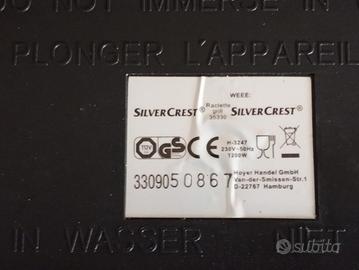 DO NOT IMMERSE IN
PLONGER L'APPAREIL
WEEE:
SILVERCREST® Raclette grill 35330 SILVERCREST®
GS CE H-3247
230V~50Hz
1200W
3309050867 Hoyer Handel GmbH
Van-der-Smissen-Str.1
D-22767 Hamburg
IN WASSER NIET
subito